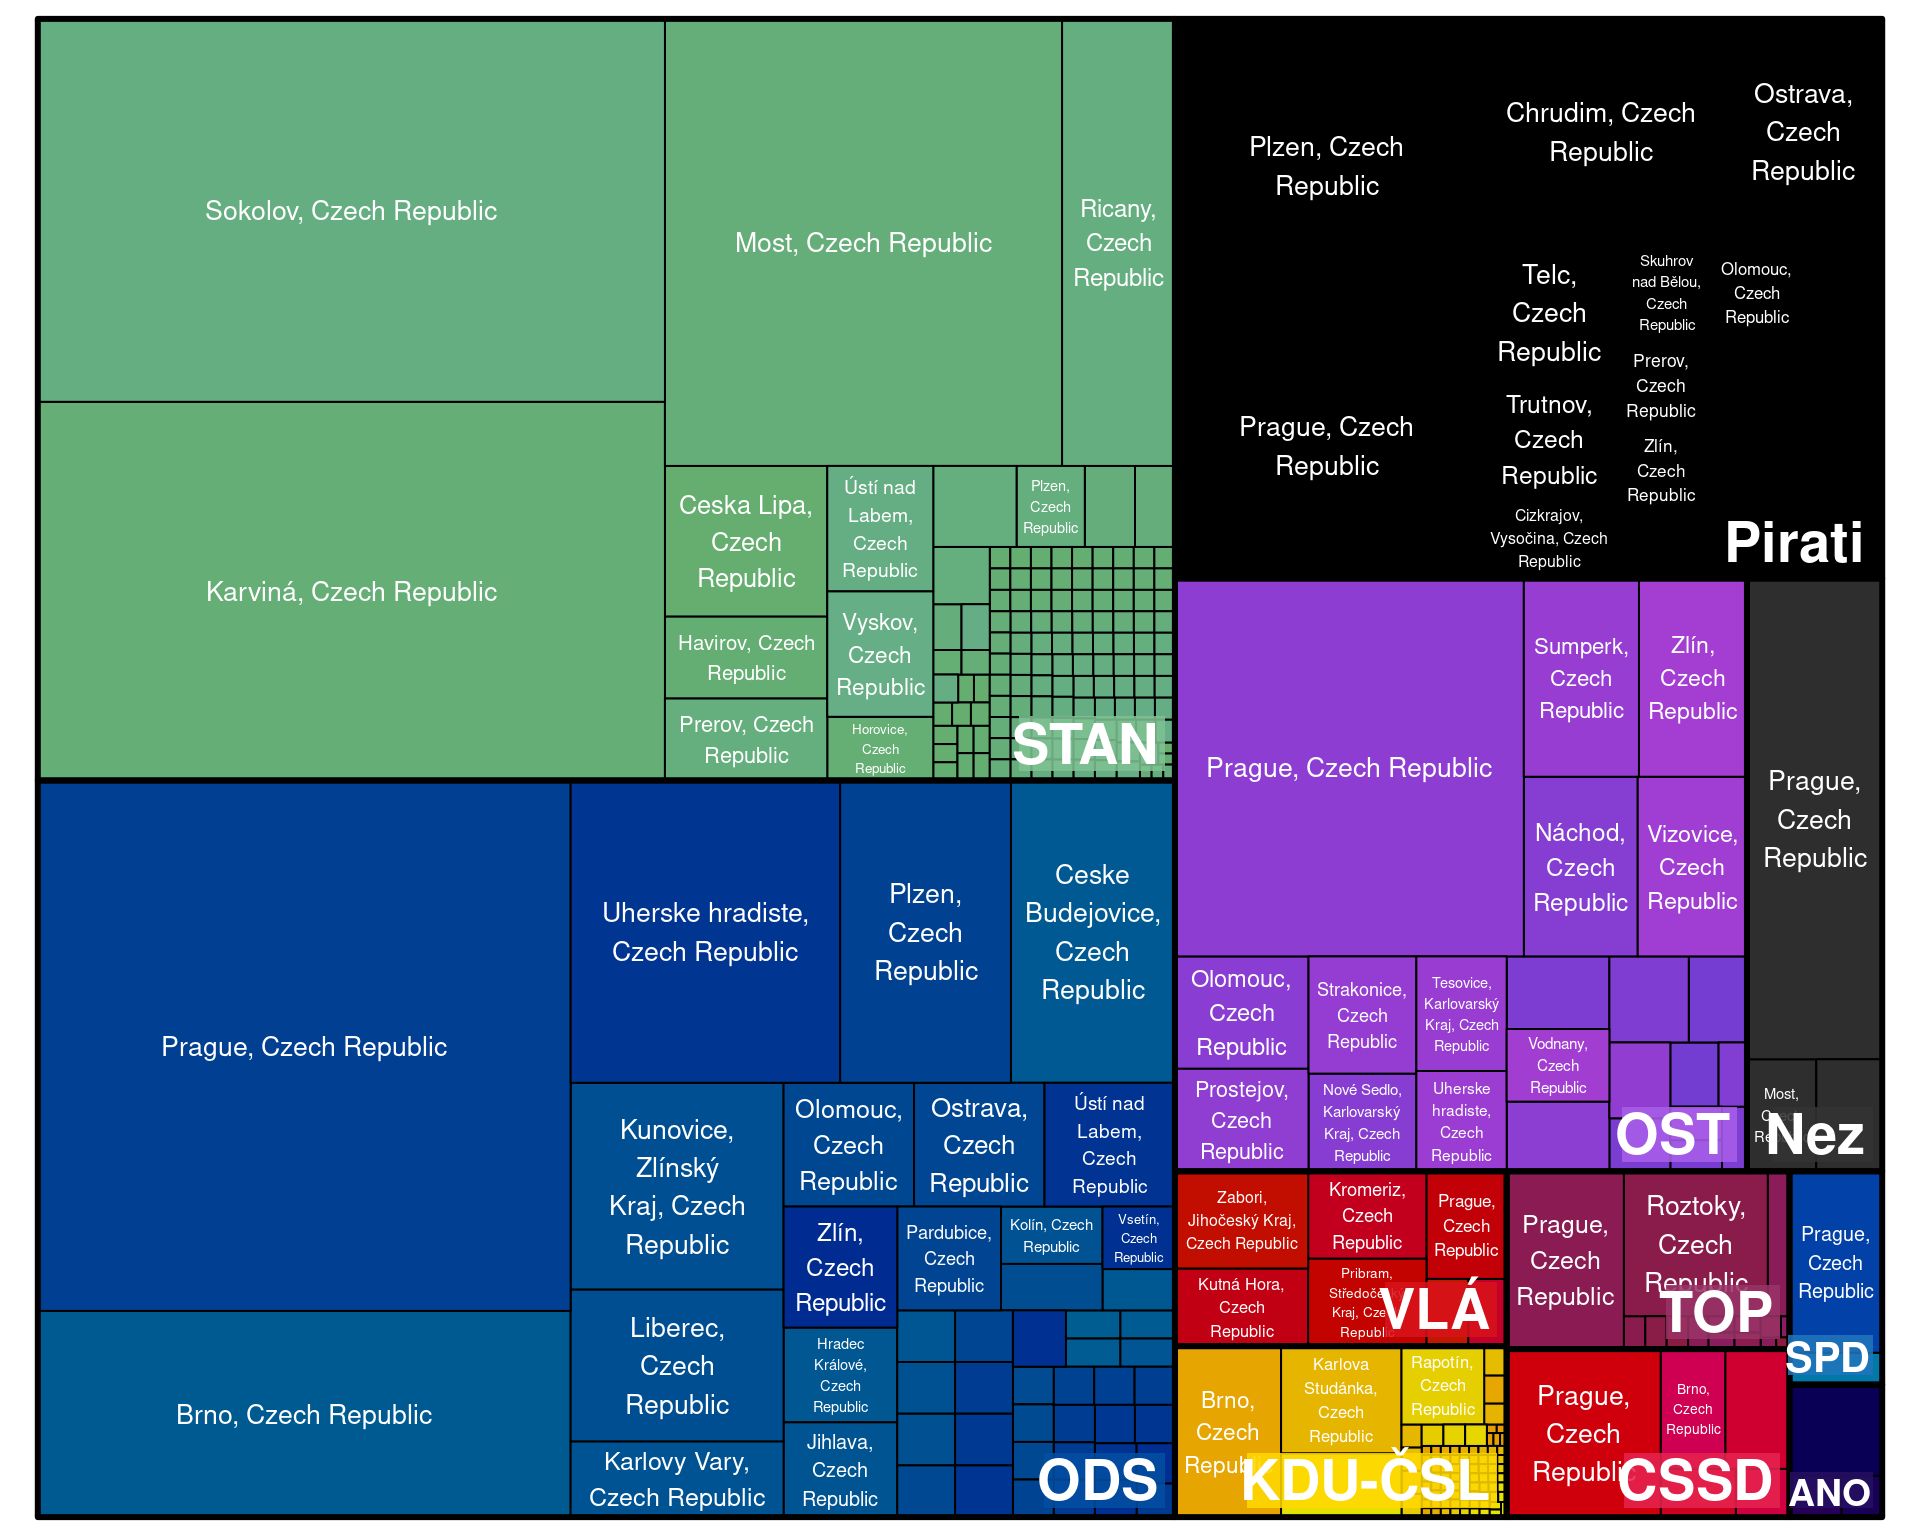 Sokolov, Czech Republic
Karviná, Czech Republic
Most, Czech Republic
Ricany,
Czech
Republic
Ceska Lipa,
Czech
Republic
Havirov, Czech
Republic
Prerov, Czech
Republic
Ústí nad
Labem,
Czech
Republic
Vyskov,
Czech
Republic
Horovice,
Czech
Republic
Plzen,
Czech
Republic
STAN
Plzen, Czech
Republic
Prague, Czech
Republic
Chrudim, Czech
Republic
Ostrava,
Czech
Republic
Telc,
Czech
Republic
Trutnov,
Czech
Republic
Cizkrajov,
Vysočina, Czech
Republic
Skuhrov
nad Bělou,
Czech
Republic
Prerov,
Czech
Republic
Zlín,
Czech
Republic
Olomouc,
Czech
Republic
Pirati
Prague, Czech Republic
Brno, Czech Republic
Uherske hradiste,
Czech Republic
Plzen,
Czech
Republic
Ceske
Budejovice,
Czech
Republic
Kunovice,
Zlínský
Kraj, Czech
Republic
Liberec,
Czech
Republic
Karlovy Vary,
Czech Republic
Olomouc,
Czech
Republic
Ostrava,
Czech
Republic
Ústí nad
Labem,
Czech
Republic
Zlín,
Czech
Republic
Hradec
Králové,
Czech
Republic
Jihlava,
Czech
Republic
Pardubice,
Czech
Republic
Kolín, Czech
Republic
Vsetín,
Czech
Republic
ODS
Prague, Czech Republic
Sumperk,
Czech
Republic
Zlín,
Czech
Republic
Náchod,
Czech
Republic
Vizovice,
Czech
Republic
Olomouc,
Czech
Republic
Prostejov,
Czech
Republic
Strakonice,
Czech
Republic
Nové Sedlo,
Karlovarský
Kraj, Czech
Republic
Tesovice,
Karlovarský
Kraj, Czech
Republic
Uherske
hradiste,
Czech
Republic
Vodnany,
Czech
Republic
OST
Prague,
Czech
Republic
Most,
Czech
Republic
Nez
Zabori,
Jihočeský Kraj,
Czech Republic
Kutná Hora,
Czech
Republic
Kromeriz,
Czech
Republic
Pribram,
Středočeský
Kraj, Czech
Republic
Prague,
Czech
Republic
VLÁ
Prague,
Czech
Republic
Roztoky,
Czech
Republic
TOP
Prague,
Czech
Republic
SPD
Brno,
Czech
Republic
Karlova
Studánka,
Czech
Republic
Rapotín,
Czech
Republic
KDU-ČSL
Prague,
Czech
Republic
Brno,
Czech
Republic
CSSD
ANO